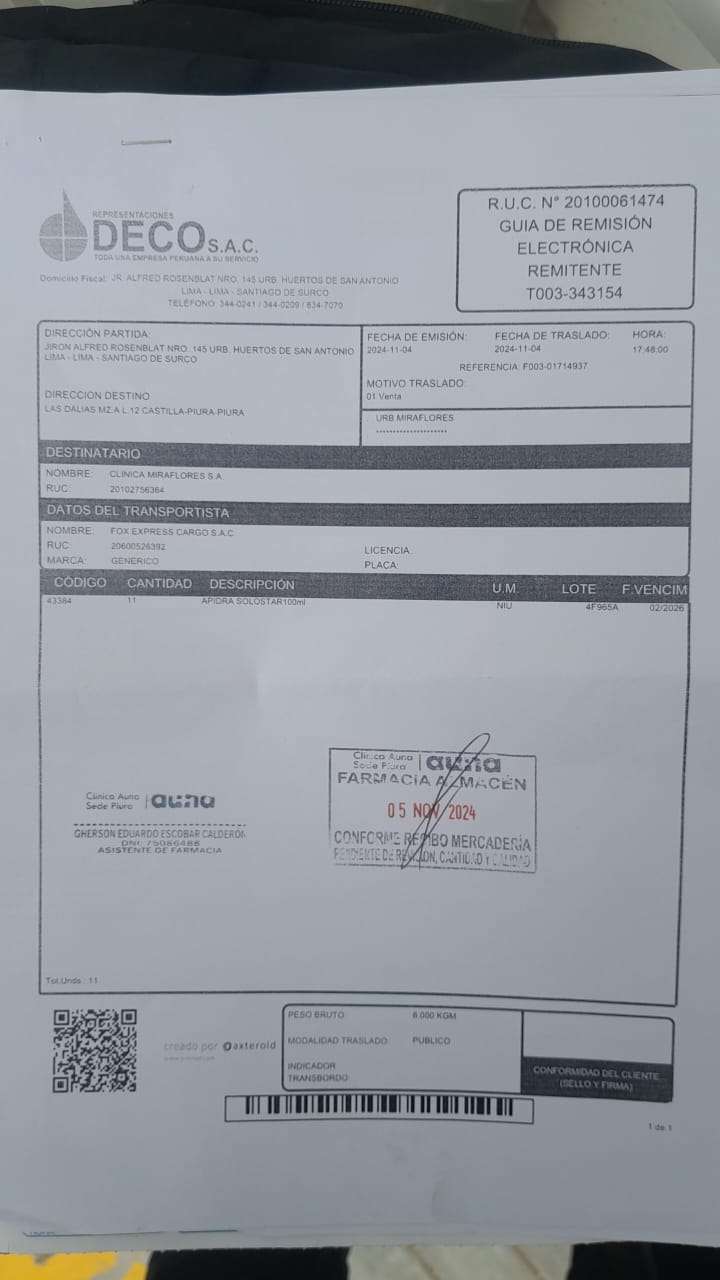 REPRESENTACIONES
DECO S.A.C.
TODA UNA EMPRESA PERUANA A SU SERVICIO
Domicilio Fiscal: JR. ALFRED ROSENBLAT NRO. 145 URB. HUERTOS DE SAN ANTONIO
LIMA - LIMA - SANTIAGO DE SURCO
TELÉFONO: 344-0241 / 344-0209 / 634-7070
R.U.C. N° 20100061474
GUIA DE REMISIÓN
ELECTRÓNICA
REMITENTE
T003-343154
DIRECCIÓN PARTIDA:
JIRON ALFRED ROSENBLAT NRO. 145 URB. HUERTOS DE SAN ANTONIO
LIMA - LIMA - SANTIAGO DE SURCO
DIRECCION DESTINO
LAS DALIAS MZ.A L.12 CASTILLA-PIURA-PIURA
FECHA DE EMISIÓN: FECHA DE TRASLADO: HORA:
2024-11-04 2024-11-04 17:48:00
REFERENCIA: F003-01714937
MOTIVO TRASLADO:
01 Venta
URB MIRAFLORES
DESTINATARIO
NOMBRE: CLINICA MIRAFLORES S.A
RUC: 20102756364
DATOS DEL TRANSPORTISTA
NOMBRE: FOX EXPRESS CARGO S.A.C
RUC: 20600526392
LICENCIA:
MARCA: GENERICO
PLACA:
CÓDIGO CANTIDAD DESCRIPCIÓN U.M. LOTE F.VENCIM
43384 11 APIDRA SOLOSTAR100ml NIU 4F965A 02/2026
Clínica Auna
Sede Piura
auna
GHERSON EDUARDO ESCOBAR CALDERÓN
DNI: 75086488
ASISTENTE DE FARMACIA
Clínica Auna
Sede Piura
auna
FARMACIA ALMACÉN
05 NOV 2024
CONFORME RECIBO MERCADERÍA
PENDIENTE DE REVISIÓN, CANTIDAD Y CALIDAD
Tot.Unds : 11
creado por axteroid
PESO BRUTO 6.000 KGM
MODALIDAD TRASLADO: PUBLICO
INDICADOR
TRANSBORDO:
CONFORMIDAD DEL CLIENTE
(SELLO Y FIRMA)
1 de 1